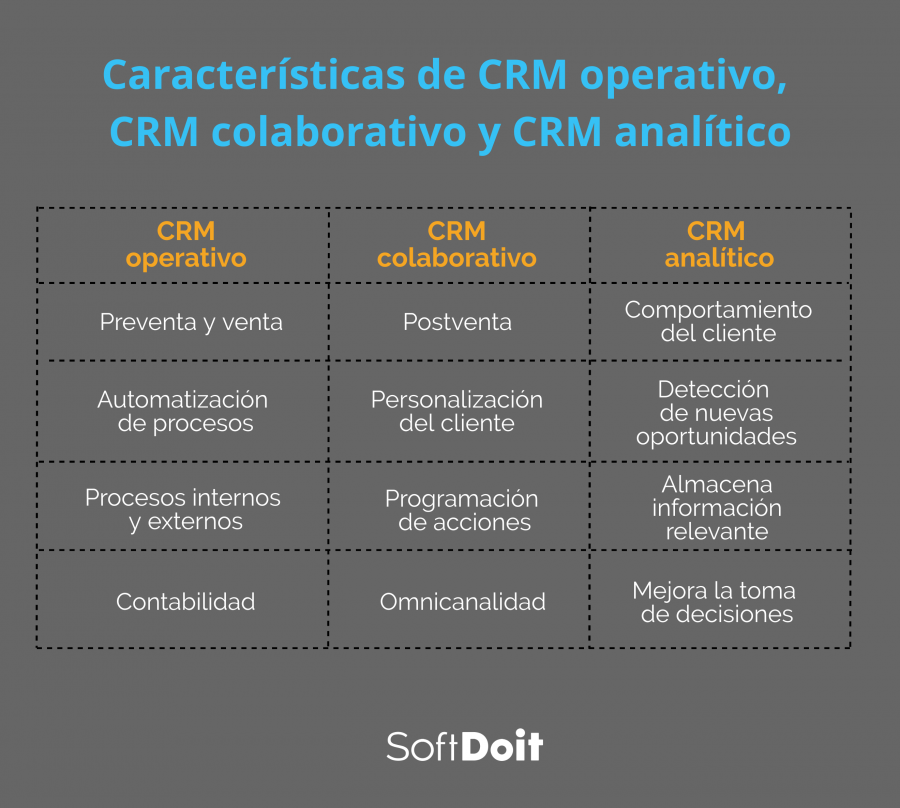 Características de CRM operativo,
CRM colaborativo y CRM analítico
CRM
operativo
CRM
colaborativo
CRM
analítico
Preventa y venta
Postventa
Comportamiento
del cliente
Automatización
de procesos
Personalización
del cliente
Detección
de nuevas
oportunidades
Procesos internos
y externos
Programación
de acciones
Almacena
información
relevante
Contabilidad
Omnicanalidad
Mejora la toma
de decisiones
SoftDoit